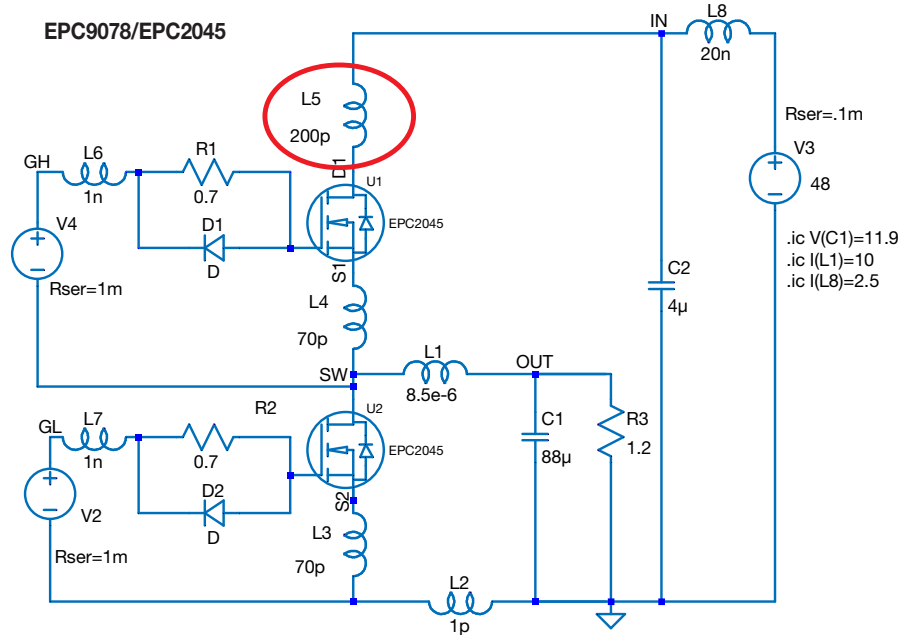 EPC9078/EPC2045
IN
L8
20n
L5
200p
Rser=.1m
V3
48
D1
U1
GH
L6
1n
R1
0.7
EPC2045
V4
D1
D
.ic V(C1)=11.9
.ic I(L1)=10
.ic I(L8)=2.5
S1
C2
4µ
Rser=1m
L4
70p
SW
L1
8.5e-6
OUT
R2
U2
GL
L7
1n
0.7
EPC2045
C1
88µ
R3
1.2
V2
D2
D
S2
L3
70p
Rser=1m
L2
1p